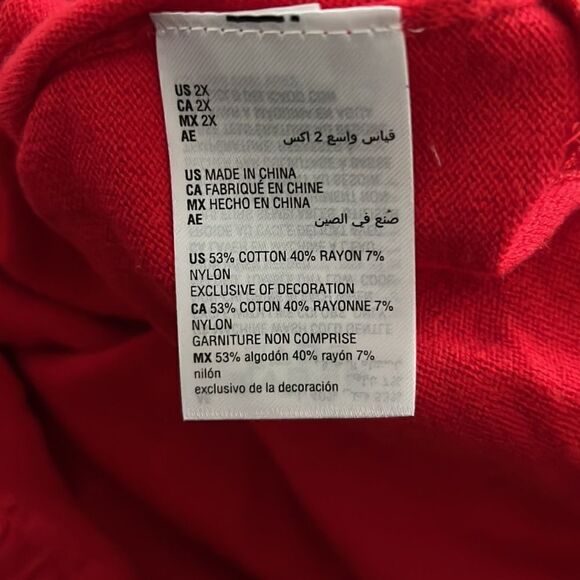 US 2X
CA 2X
MX 2X
AE قياس واسع 2 اكس
US MADE IN CHINA
CA FABRIQUÉ EN CHINE
MX HECHO EN CHINA
AE صُنع في الصين
US 53% COTTON 40% RAYON 7%
NYLON
EXCLUSIVE OF DECORATION
CA 53% COTON 40% RAYONNE 7%
NYLON
GARNITURE NON COMPRISE
MX 53% algodón 40% rayón 7%
nilón
exclusivo de la decoración